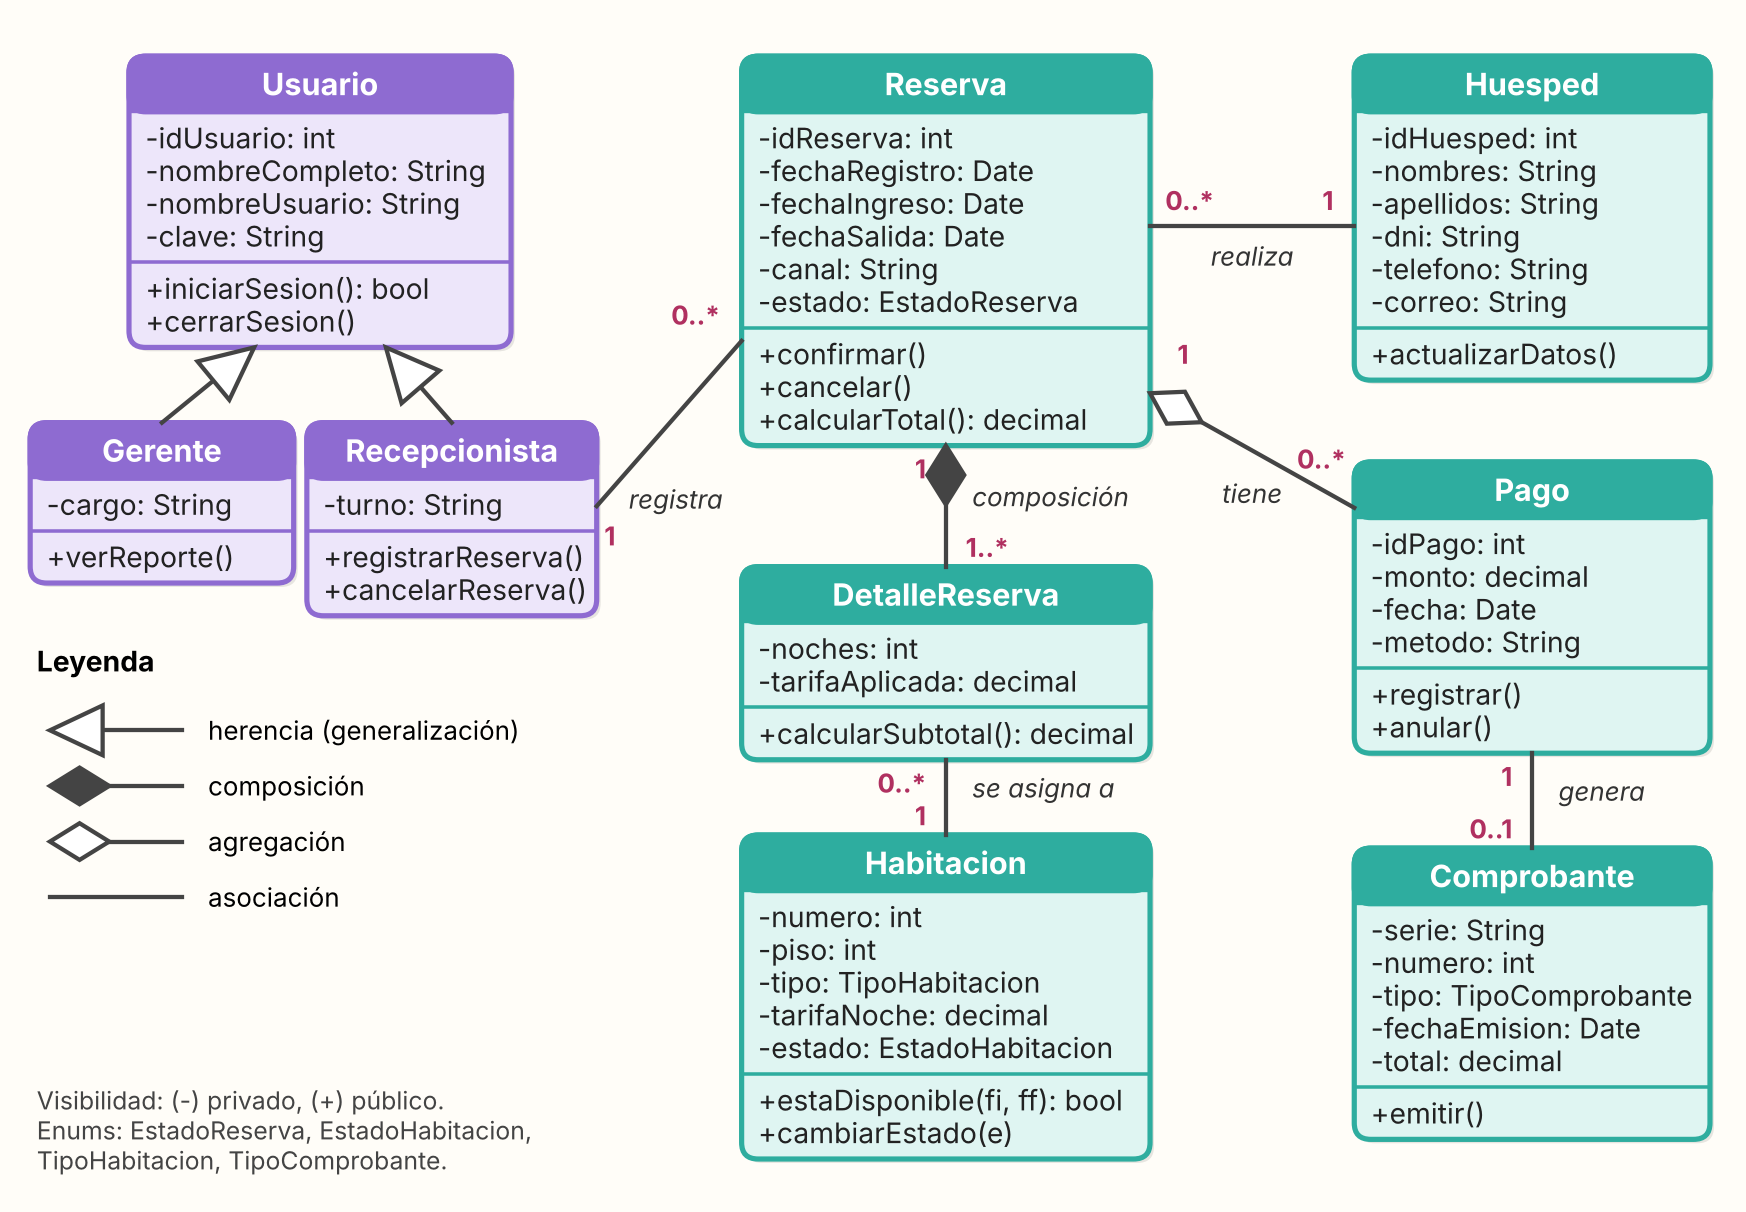 Usuario
-idUsuario: int
-nombreCompleto: String
-nombreUsuario: String
-clave: String
+iniciarSesion(): bool
+cerrarSesion()
Gerente
-cargo: String
+verReporte()
Recepcionista
-turno: String
+registrarReserva()
+cancelarReserva()
0..*
registra
1
Reserva
-idReserva: int
-fechaRegistro: Date
-fechaIngreso: Date
-fechaSalida: Date
-canal: String
-estado: EstadoReserva
+confirmar()
+cancelar()
+calcularTotal(): decimal
0..*
1
realiza
Huesped
-idHuesped: int
-nombres: String
-apellidos: String
-dni: String
-telefono: String
-correo: String
+actualizarDatos()
1
0..*
tiene
1
composición
1..*
DetalleReserva
-noches: int
-tarifaAplicada: decimal
+calcularSubtotal(): decimal
0..*
se asigna a
1
Habitacion
-numero: int
-piso: int
-tipo: TipoHabitacion
-tarifaNoche: decimal
-estado: EstadoHabitacion
+estaDisponible(fi, ff): bool
+cambiarEstado(e)
Pago
-idPago: int
-monto: decimal
-fecha: Date
-metodo: String
+registrar()
+anular()
1
genera
0..1
Comprobante
-serie: String
-numero: int
-tipo: TipoComprobante
-fechaEmision: Date
-total: decimal
+emitir()
Leyenda
herencia (generalización)
composición
agregación
asociación
Visibilidad: (-) privado, (+) público.
Enums: EstadoReserva, EstadoHabitacion,
TipoHabitacion, TipoComprobante.